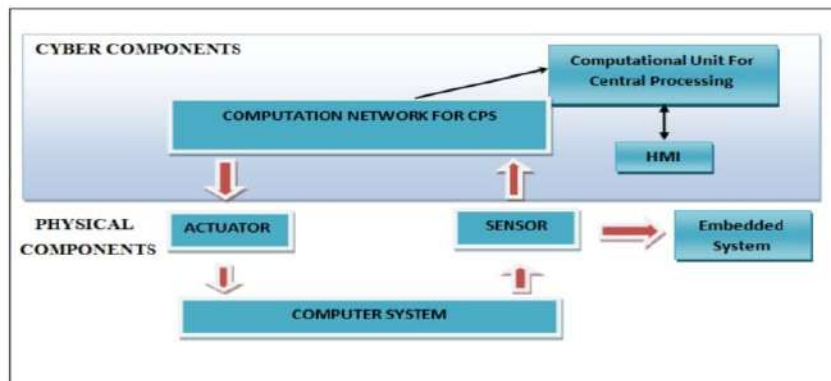 CYBER COMPONENTS
Computational Unit For
Central Processing
COMPUTATION NETWORK FOR CPS
HMI
PHYSICAL
COMPONENTS
ACTUATOR
SENSOR
Embedded
System
COMPUTER SYSTEM